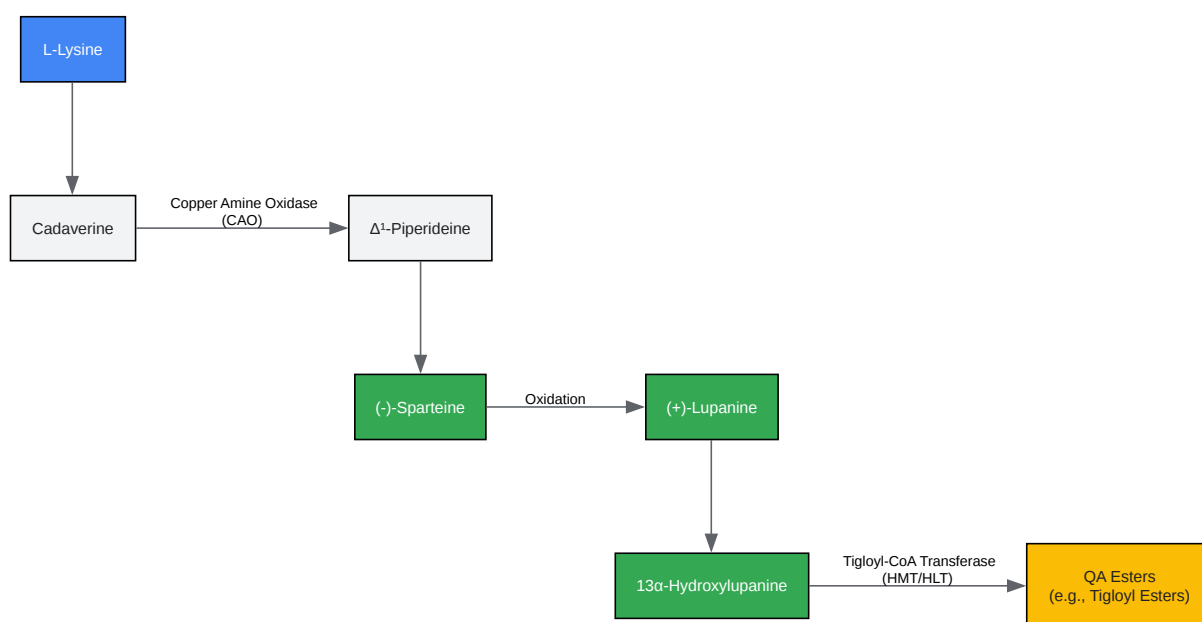 L-Lysine
Copper Amine Oxidase
(CAO)
Cadaverine
Δ¹-Piperideine
(-)-Sparteine
Oxidation
(+)-Lupanine
Tigloyl-CoA Transferase
(HMT/HLT)
13α-Hydroxylupanine
QA Esters
(e.g., Tigloyl Esters)